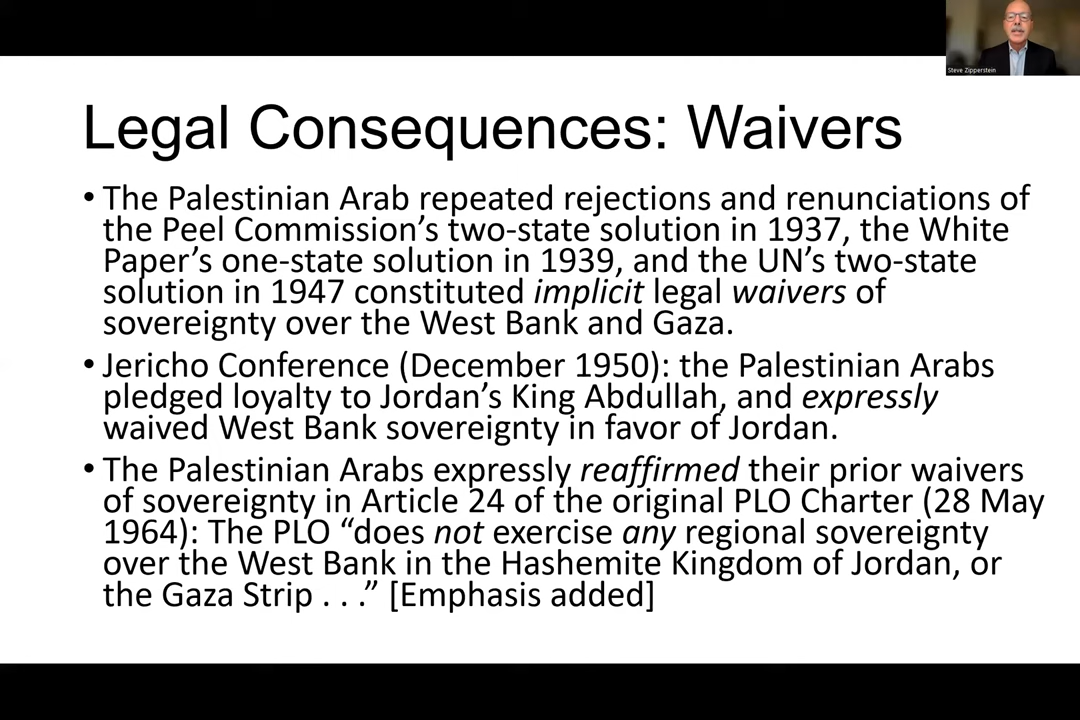 Steve Zipperstein
Legal Consequences: Waivers
• The Palestinian Arab repeated rejections and renunciations of
the Peel Commission’s two-state solution in 1937, the White
Paper’s one-state solution in 1939, and the UN’s two-state
solution in 1947 constituted implicit legal waivers of
sovereignty over the West Bank and Gaza.
• Jericho Conference (December 1950): the Palestinian Arabs
pledged loyalty to Jordan’s King Abdullah, and expressly
waived West Bank sovereignty in favor of Jordan.
• The Palestinian Arabs expressly reaffirmed their prior waivers
of sovereignty in Article 24 of the original PLO Charter (28 May
1964): The PLO “does not exercise any regional sovereignty
over the West Bank in the Hashemite Kingdom of Jordan, or
the Gaza Strip . . .” [Emphasis added]